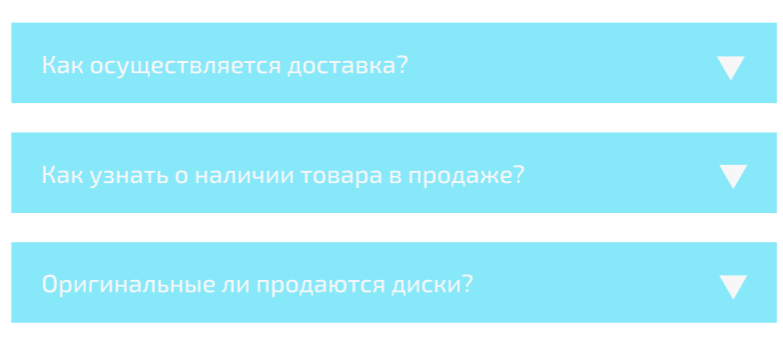 Как осуществляется доставка?
Как узнать о наличии товара в продаже?
Оригинальные ли продаются диски?